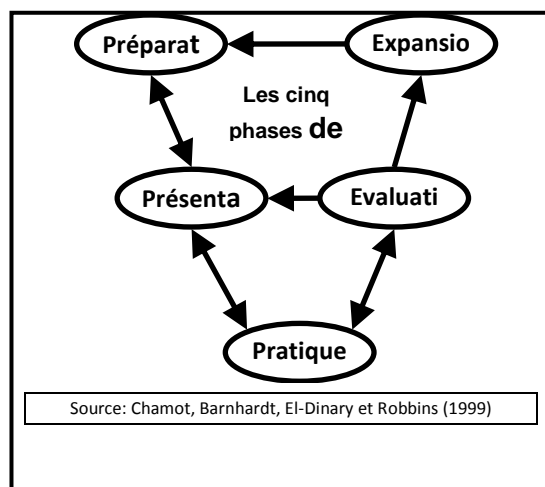 Préparat
Expansio
Les cinq
phases de
Présenta
Evaluati
Pratique
Source: Chamot, Barnhardt, El-Dinary et Robbins (1999)